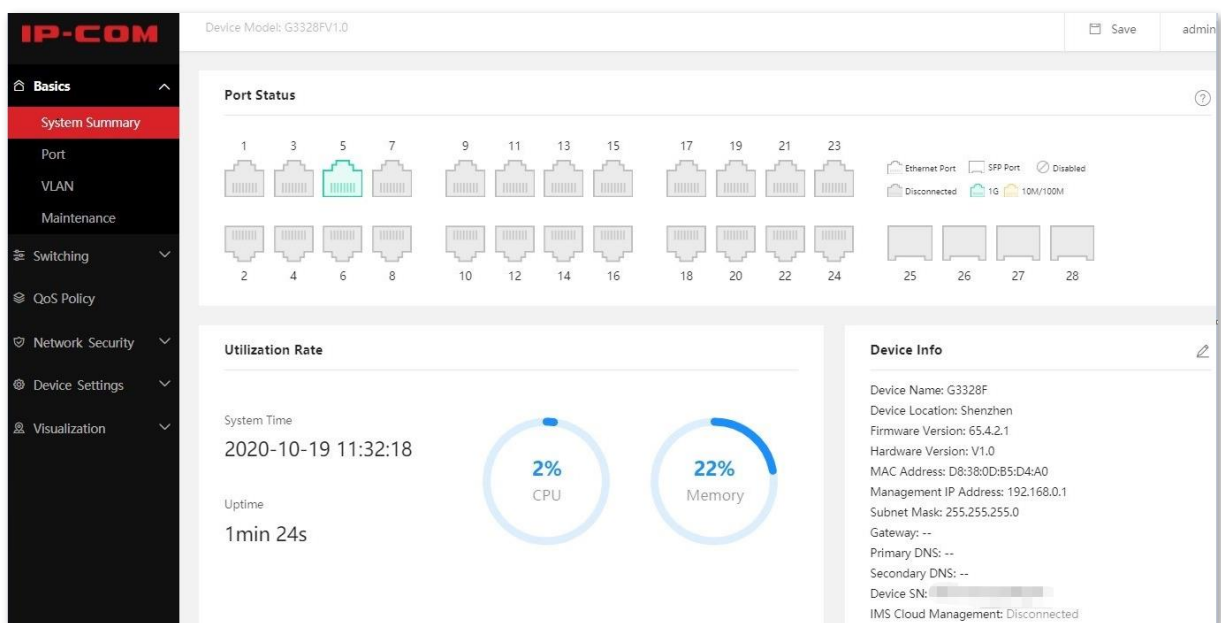 IP-COM
Device Model: G3328FV1.0
Save
admin
Basics
System Summary
Port
VLAN
Maintenance
Switching
QoS Policy
Network Security
Device Settings
Visualization
Port Status
1 3 5 7 9 11 13 15 17 19 21 23
Ethernet Port SFP Port Disabled
Disconnected 1G 10M/100M
2 4 6 8 10 12 14 16 18 20 22 24 25 26 27 28
Utilization Rate
System Time
2020-10-19 11:32:18
Uptime
1min 24s
2%
CPU
22%
Memory
Device Info
Device Name: G3328F
Device Location: Shenzhen
Firmware Version: 65.4.2.1
Hardware Version: V1.0
MAC Address: D8:38:0D:B5:D4:A0
Management IP Address: 192.168.0.1
Subnet Mask: 255.255.255.0
Gateway: --
Primary DNS: --
Secondary DNS: --
Device SN:
IMS Cloud Management: Disconnected